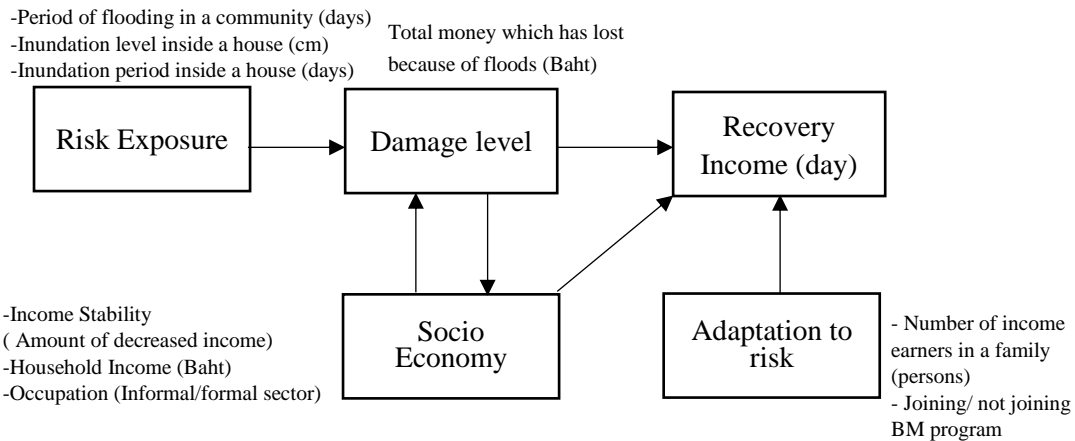 -Period of flooding in a community (days)
-Inundation level inside a house (cm)
-Inundation period inside a house (days)
Total money which has lost
because of floods (Baht)
Risk Exposure
Damage level
Recovery
Income (day)
-Income Stability
( Amount of decreased income)
-Household Income (Baht)
-Occupation (Informal/formal sector)
Socio
Economy
Adaptation to
risk
- Number of income
earners in a family
(persons)
- Joining/ not joining
BM program